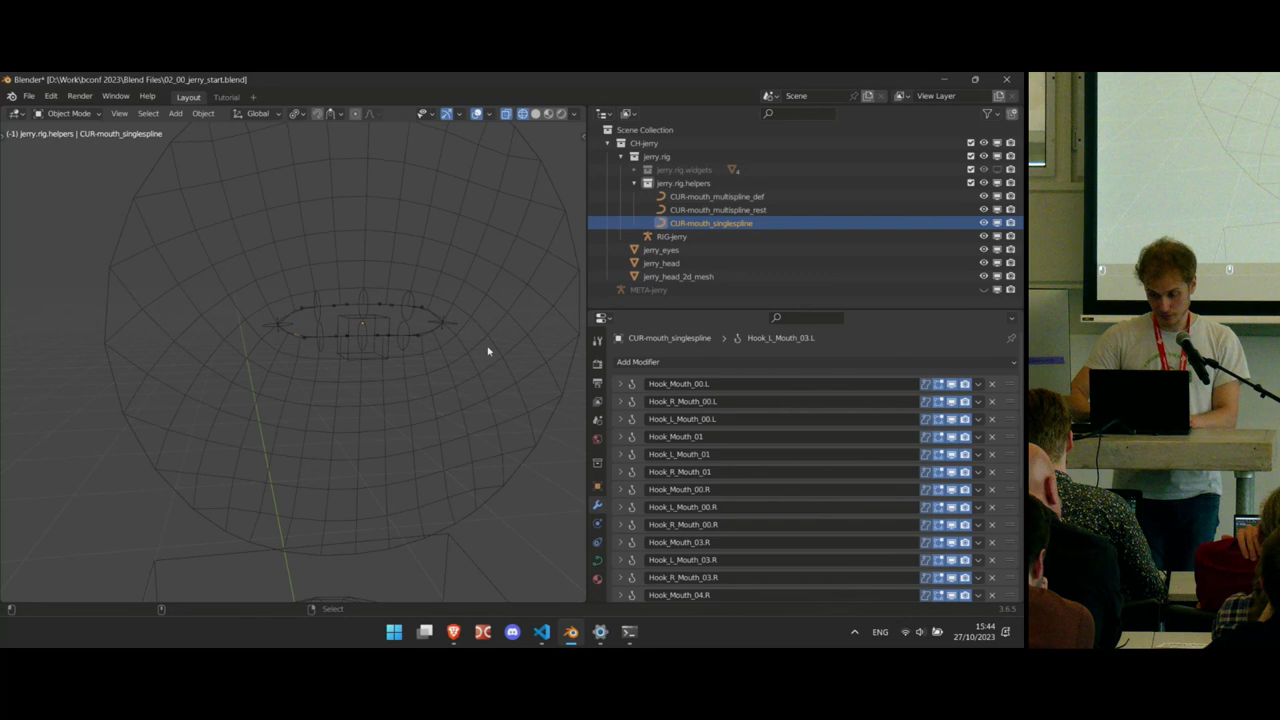 Blender* [D:\Work\bconf 2023\Blend Files\02_00_jerry_start.blend]
File Edit Render Window Help Layout Tutorial + Scene View Layer
Object Mode View Select Add Object Global
(-1) jerry.rig.helpers | CUR-mouth_singlespline
Scene Collection
CH-jerry
jerry.rig
jerry.rig.widgets 4
jerry.rig.helpers
CUR-mouth_multispline_def
CUR-mouth_multispline_rest
CUR-mouth_singlespline
RIG-jerry
jerry_eyes
jerry_head
jerry_head_2d_mesh
META-jerry
CUR-mouth_singlespline > Hook_L_Mouth_03.L
Add Modifier
Hook_Mouth_00.L
Hook_R_Mouth_00.L
Hook_L_Mouth_00.L
Hook_Mouth_01
Hook_L_Mouth_01
Hook_R_Mouth_01
Hook_Mouth_00.R
Hook_L_Mouth_00.R
Hook_R_Mouth_00.R
Hook_Mouth_03.R
Hook_L_Mouth_03.R
Hook_R_Mouth_03.R
Hook_Mouth_04.R
Select
3.6.5
ENG
15:44
27/10/2023